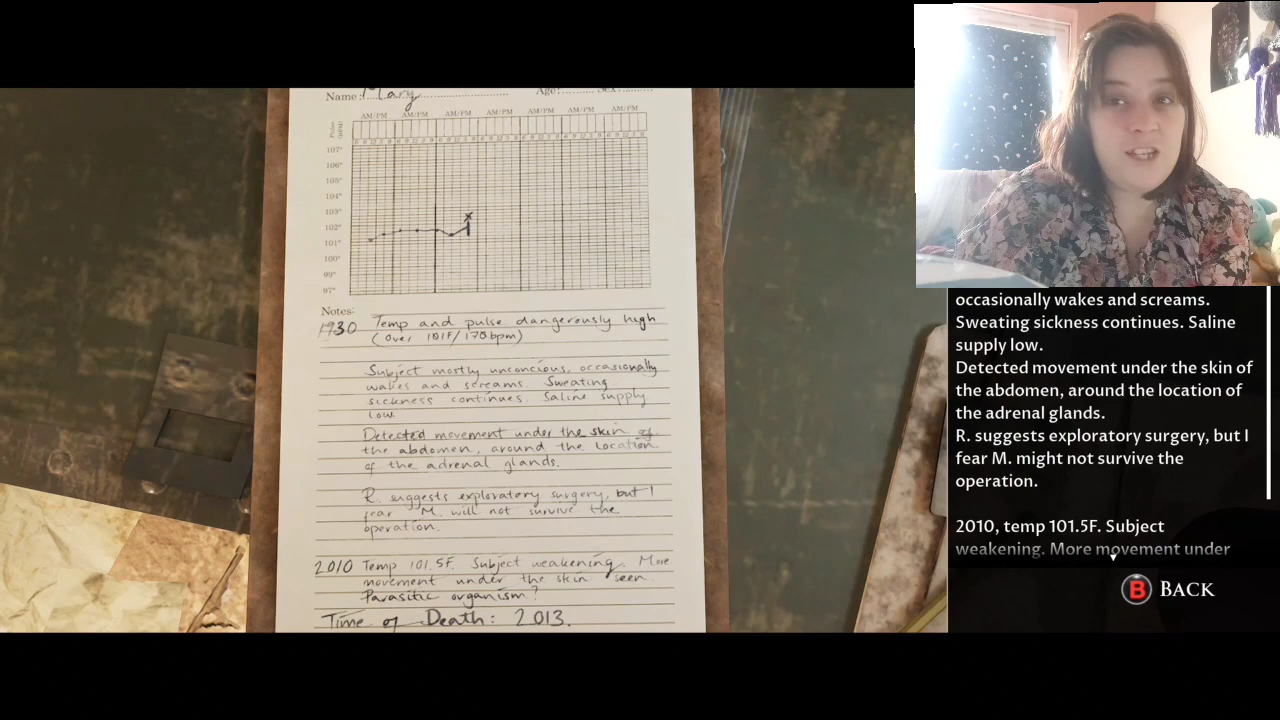 Name: Mary Age: Sex:
AM/PM AM/PM AM/PM AM/PM AM/PM AM/PM AM/PM
107°
106°
105°
104°
103°
102°
101°
100°
99°
97°
Notes:
1930 Temp and pulse dangerously high
(over 101F/170bpm)
Subject mostly unconcious, occasionally
wakes and screams. Sweating
sickness continues. Saline supply
low.
Detected movement under the skin of
the abdomen, around the location
of the adrenal glands.
R. suggests exploratory surgery, but I
fear M. will not survive the
operation.
2010 Temp 101.5F. Subject weakening. More
movement under the skin seen.
Parasitic organism?
Time of Death: 2013.
occasionally wakes and screams.
Sweating sickness continues. Saline
supply low.
Detected movement under the skin of
the abdomen, around the location of
the adrenal glands.
R. suggests exploratory surgery, but I
fear M. might not survive the
operation.
2010, temp 101.5F. Subject
weakening. More movement under
B BACK